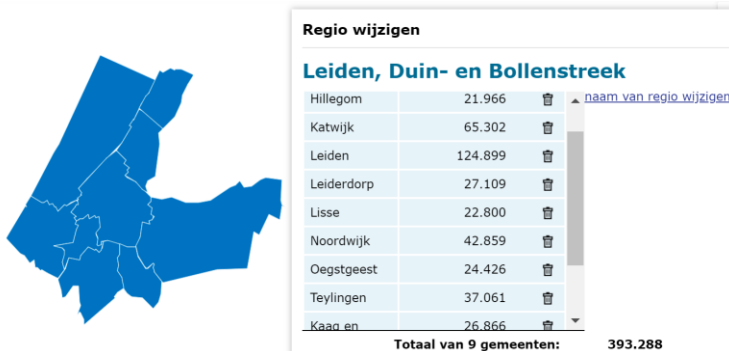 Regio wijzigen
Leiden, Duin- en Bollenstreek
Hillegom 21.966 naam van regio wijzigen
Katwijk 65.302
Leiden 124.899
Leiderdorp 27.109
Lisse 22.800
Noordwijk 42.859
Oegstgeest 24.426
Teylingen 37.061
Kaag en 26.866
Totaal van 9 gemeenten: 393.288